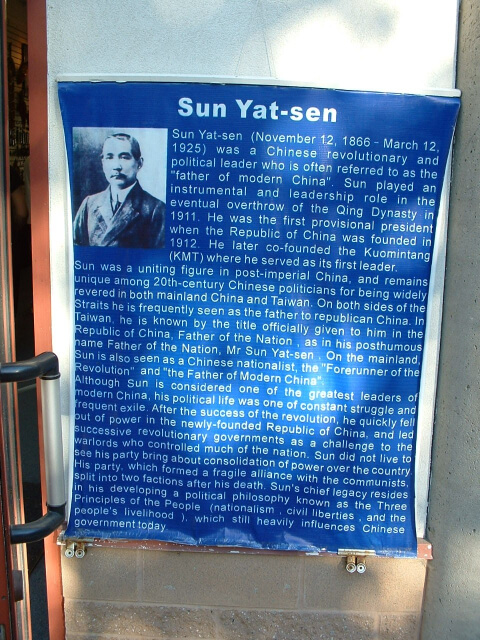 Sun Yat-sen
Sun Yat-sen (November 12, 1866 - March 12,
1925) was a Chinese revolutionary and
political leader who is often referred to as the
"father of modern China". Sun played an
instrumental and leadership role in the
eventual overthrow of the Qing Dynasty in
1911. He was the first provisional president
when the Republic of China was founded in
1912. He later co-founded the Kuomintang
(KMT) where he served as its first leader.
Sun was a uniting figure in post-imperial China, and remains
unique among 20th-century Chinese politicians for being widely
revered in both mainland China and Taiwan. On both sides of the
Straits he is frequently seen as the father to republican China. In
Taiwan, he is known by the title officially given to him in the
Republic of China, Father of the Nation , as in his posthumous
name Father of the Nation, Mr Sun Yat-sen . On the mainland,
Sun is also seen as a Chinese nationalist, the "Forerunner of the
Revolution" and "the Father of Modern China".
Although Sun is considered one of the greatest leaders of
modern China, his political life was one of constant struggle and
frequent exile. After the success of the revolution, he quickly fell
out of power in the newly-founded Republic of China, and led
successive revolutionary governments as a challenge to the
warlords who controlled much of the nation. Sun did not live to
see his party bring about consolidation of power over the country.
His party, which formed a fragile alliance with the communists,
split into two factions after his death. Sun's chief legacy resides
in his developing a political philosophy known as the Three
Principles of the People (nationalism , civil liberties , and the
people's livelihood ), which still heavily influences Chinese
government today